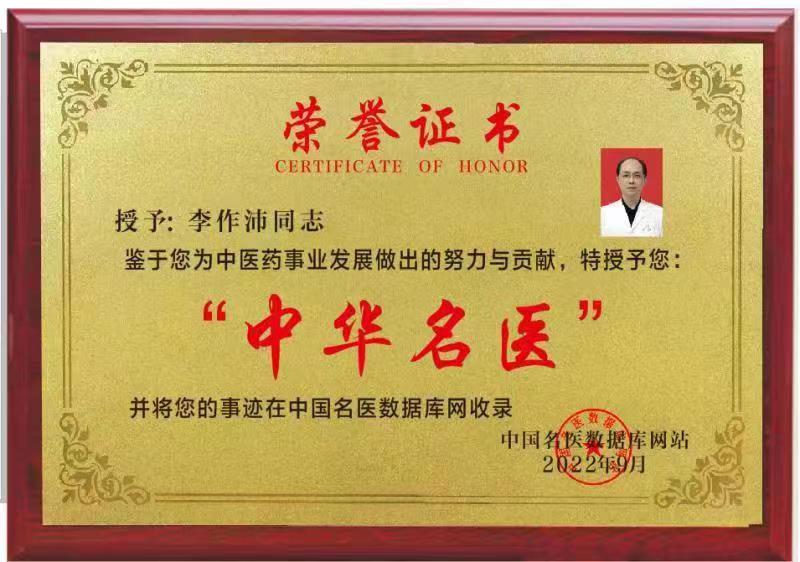 荣誉证书
CERTIFICATE OF HONOR
授予: 李作沛同志
鉴于您为中医药事业发展做出的努力与贡献，特授予您：
“中华名医”
并将您的事迹在中国名医数据库网收录
中国名医数据库网站
2022年9月